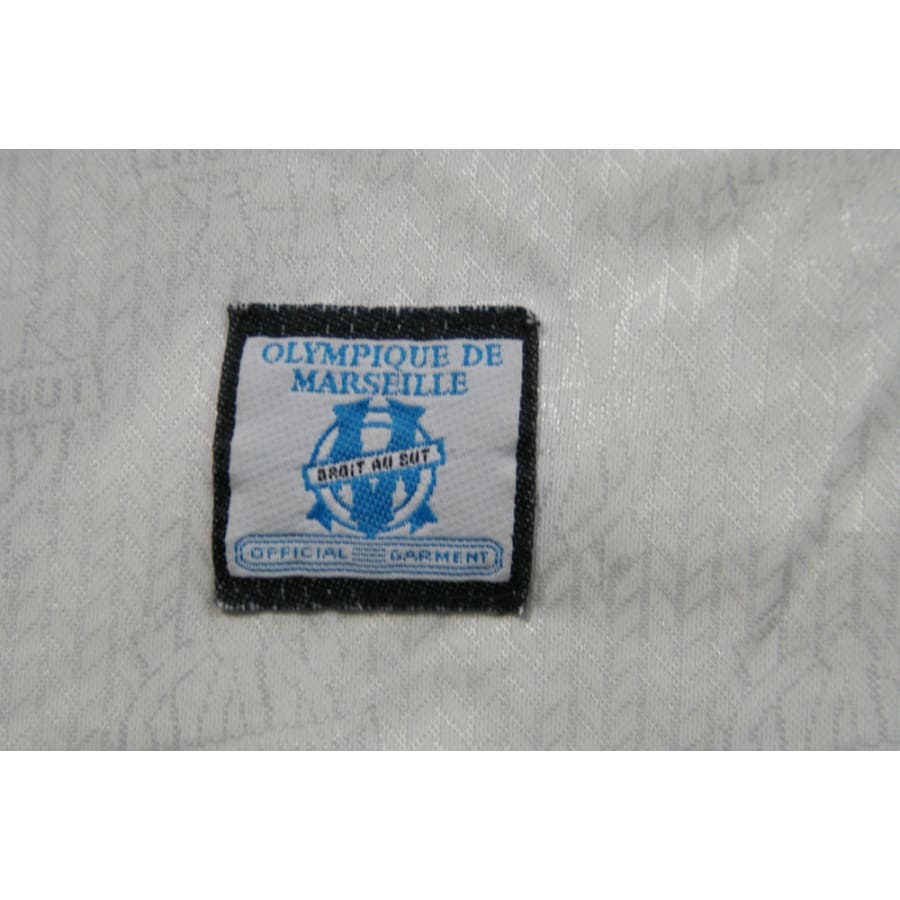 OLYMPIQUE DE
MARSEILLE
DROIT AU BUT
OFFICIAL GARMENT